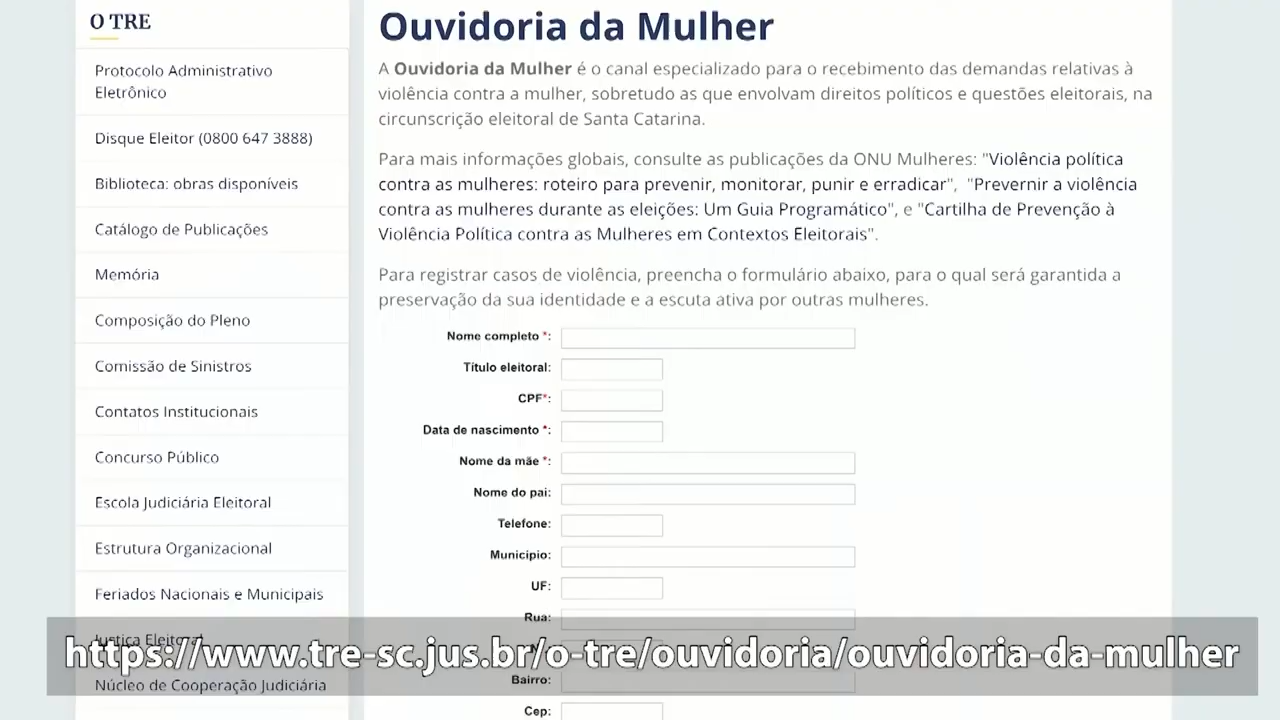 O TRE
Protocolo Administrativo
Eletrônico
Disque Eleitor (0800 647 3888)
Biblioteca: obras disponíveis
Catálogo de Publicações
Memória
Composição do Pleno
Comissão de Sinistros
Contatos Institucionais
Concurso Público
Escola Judiciária Eleitoral
Estrutura Organizacional
Feriados Nacionais e Municipais
Justiça Eleitoral
Núcleo de Cooperação Judiciária
Ouvidoria da Mulher
A Ouvidoria da Mulher é o canal especializado para o recebimento das demandas relativas à
violência contra a mulher, sobretudo as que envolvam direitos políticos e questões eleitorais, na
circunscrição eleitoral de Santa Catarina.
Para mais informações globais, consulte as publicações da ONU Mulheres: "Violência política
contra as mulheres: roteiro para prevenir, monitorar, punir e erradicar", "Prevernir a violência
contra as mulheres durante as eleições: Um Guia Programático", e "Cartilha de Prevenção à
Violência Política contra as Mulheres em Contextos Eleitorais".
Para registrar casos de violência, preencha o formulário abaixo, para o qual será garantida a
preservação da sua identidade e a escuta ativa por outras mulheres.
Nome completo *:
Título eleitoral:
CPF*:
Data de nascimento *:
Nome da mãe *:
Nome do pai:
Telefone:
Municipio:
UF:
Rua:
Bairro:
Cep:
https://www.tre-sc.jus.br/o-tre/ouvidoria/ouvidoria-da-mulher